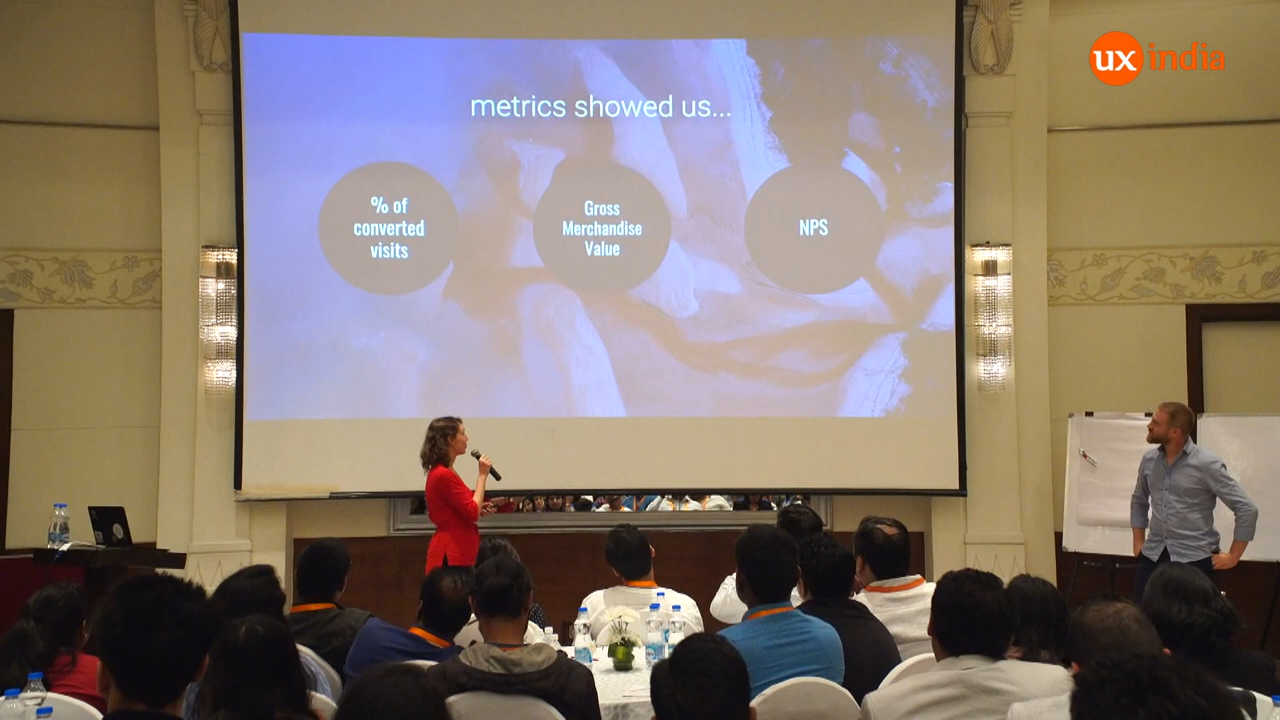 ux india
metrics showed us...
% of
converted
visits
Gross
Merchandise
Value
NPS